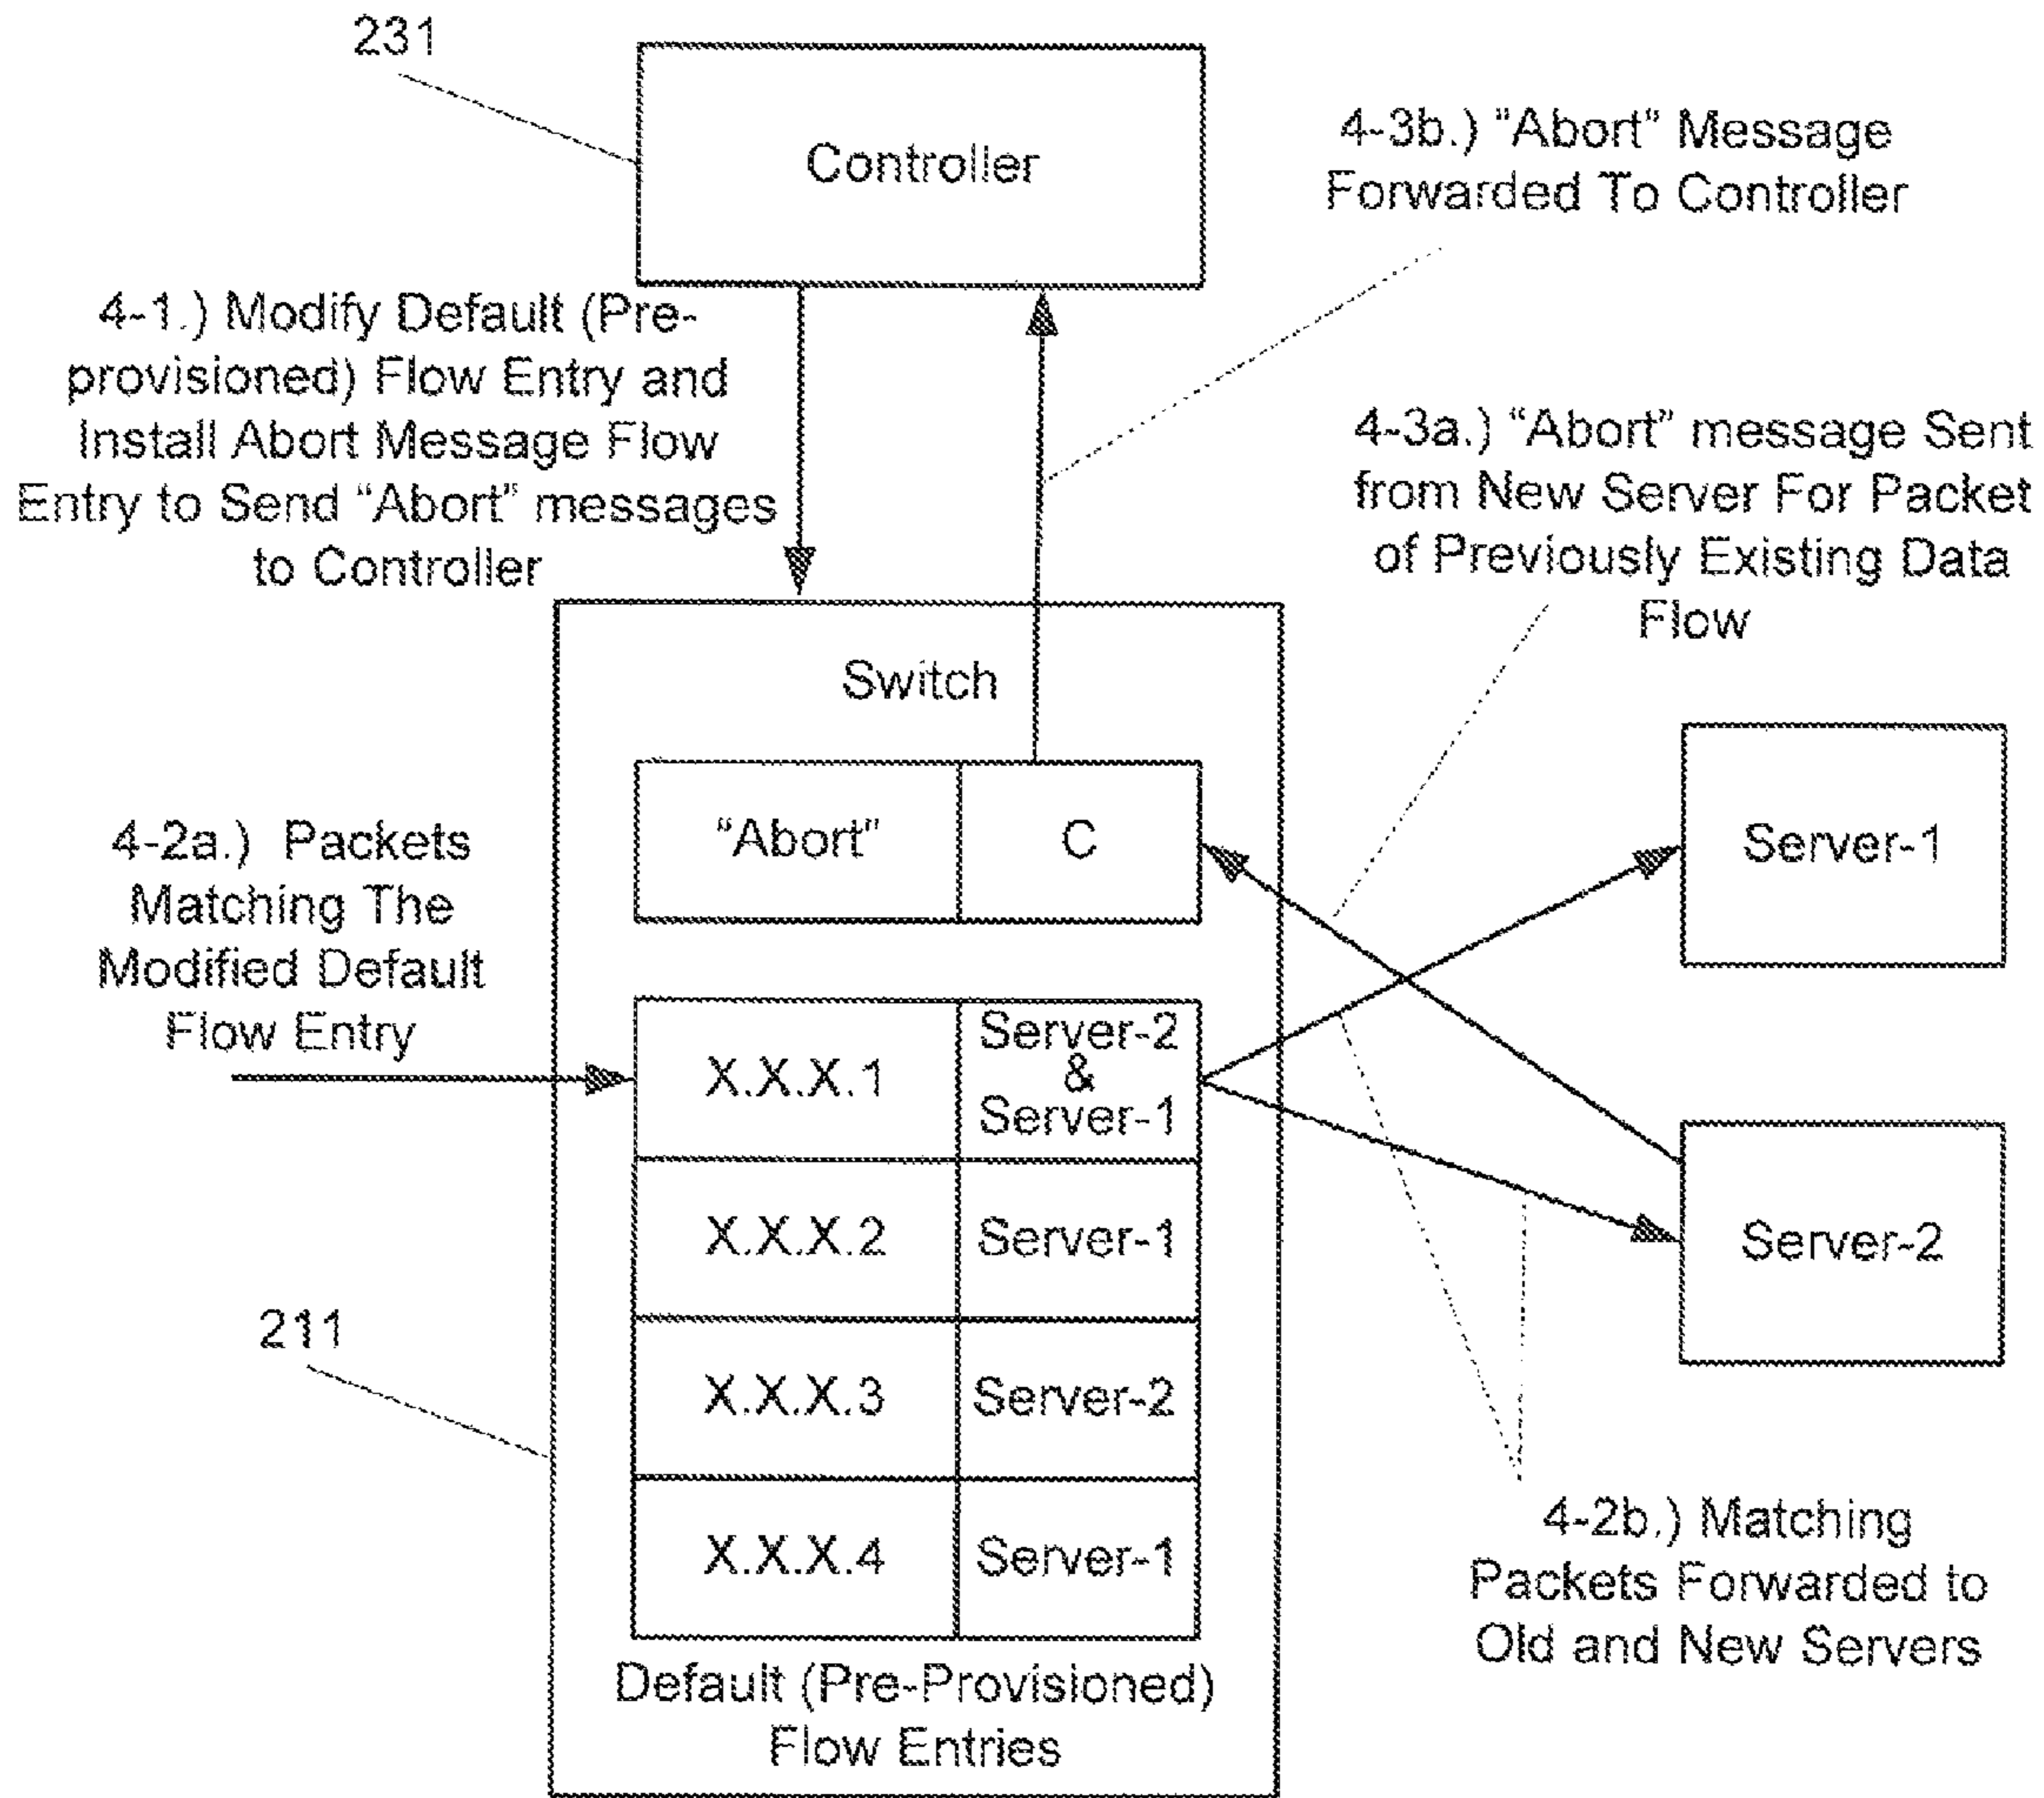 231
Controller
4-3b.) “Abort” Message
Forwarded To Controller
4-1.) Modify Default (Pre-
provisioned) Flow Entry and
Install Abort Message Flow
Entry to Send “Abort” messages
to Controller
4-3a.) “Abort” message Sent
from New Server For Packet
of Previously Existing Data
Flow
Switch
“Abort”
C
4-2a.) Packets
Matching The
Modified Default
Flow Entry
Server-1
X.X.X.1
Server-2
&
Server-1
Server-2
X.X.X.2
Server-1
211
X.X.X.3
Server-2
X.X.X.4
Server-1
4-2b.) Matching
Packets Forwarded to
Old and New Servers
Default (Pre-Provisioned)
Flow Entries